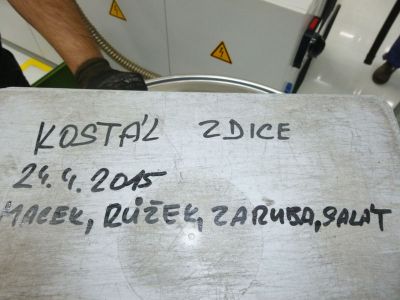 KOSTÁL ZDICE
24.4.2015
MACEK, RŮŽEK, ZARUBA, SALÁT